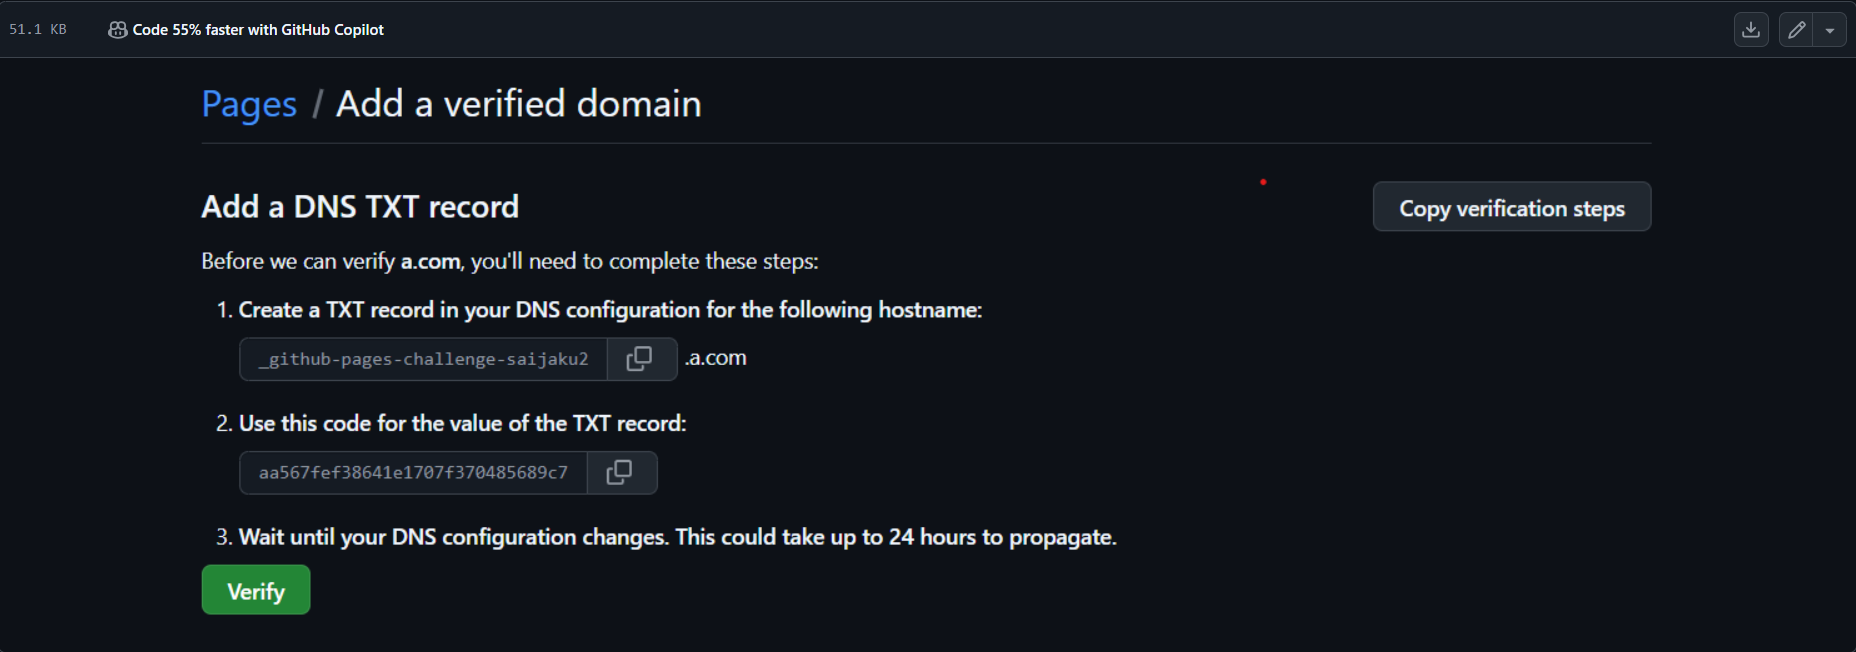 51.1 KB
Code 55% faster with GitHub Copilot
Pages / Add a verified domain
Add a DNS TXT record
Copy verification steps
Before we can verify a.com, you'll need to complete these steps:
1. Create a TXT record in your DNS configuration for the following hostname:
_github-pages-challenge-saijaku2 .a.com
2. Use this code for the value of the TXT record:
aa567fef38641e1707f370485689c7
3. Wait until your DNS configuration changes. This could take up to 24 hours to propagate.
Verify